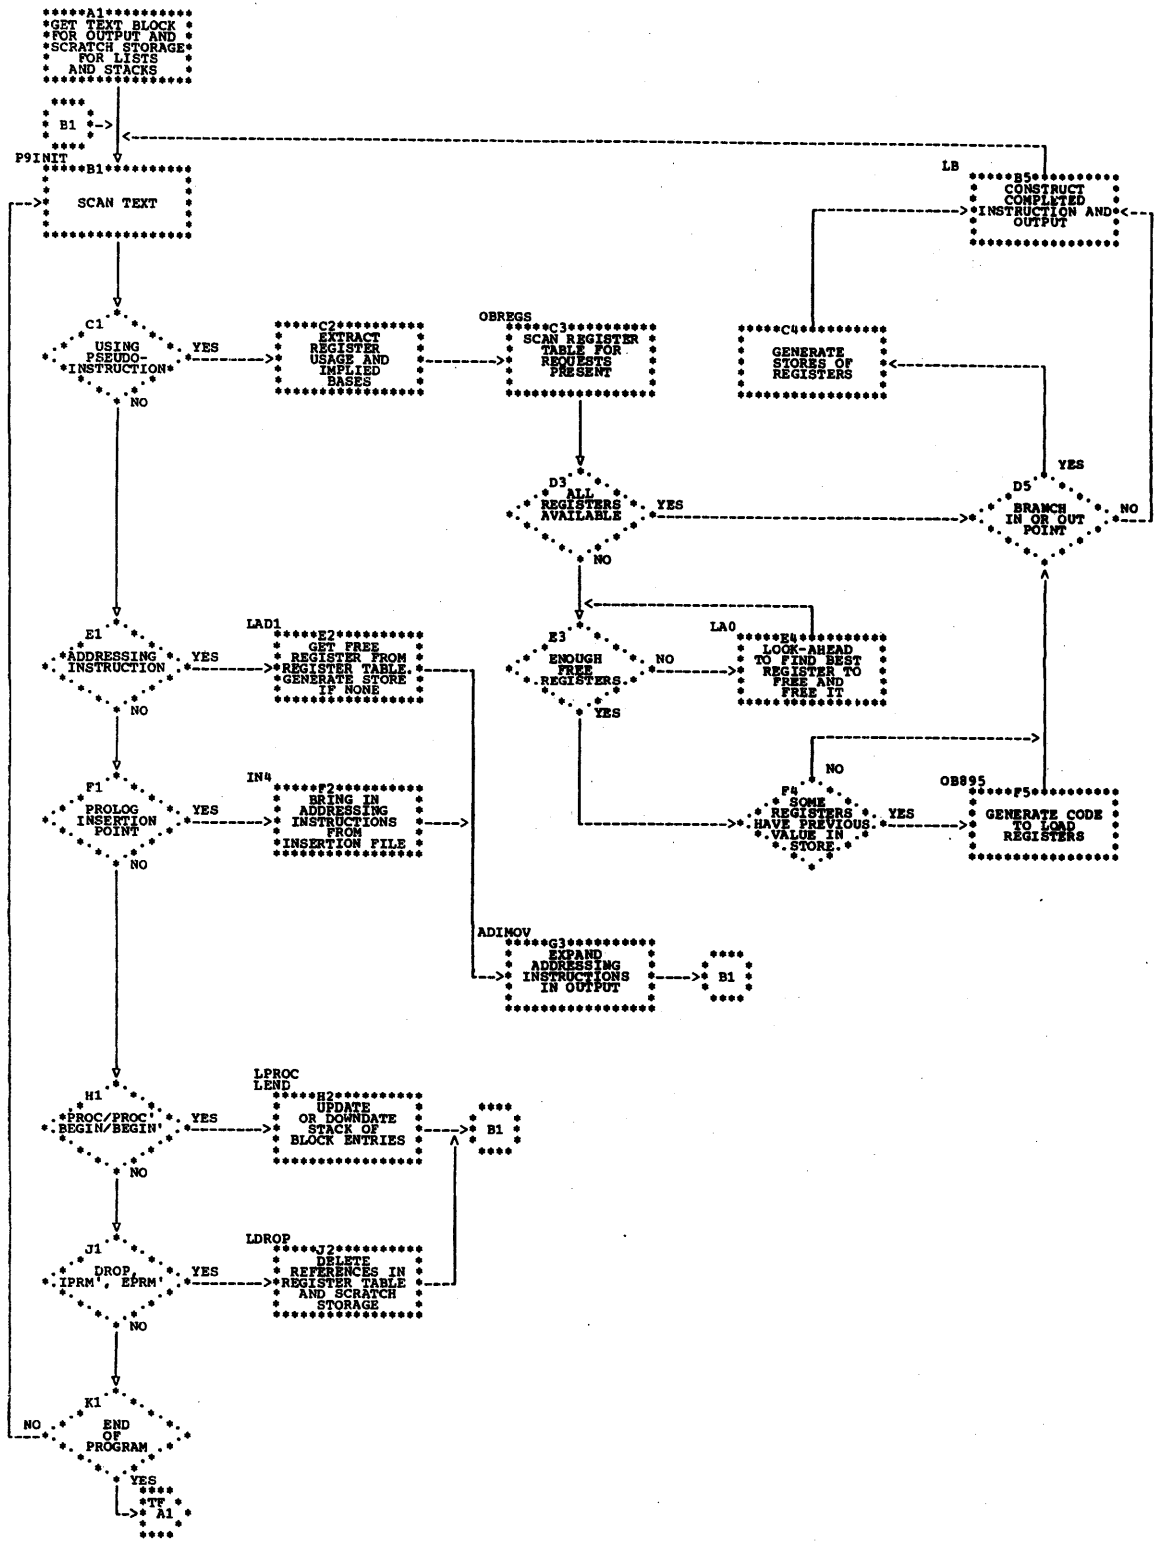 A1
GET TEXT BLOCK
FOR OUTPUT AND
SCRATCH STORAGE
FOR LISTS
AND STACKS
B1
P9INIT
B1
SCAN TEXT
LB
B5
CONSTRUCT
COMPLETED
INSTRUCTION AND
OUTPUT
C1
USING
PSEUDO-
INSTRUCTION
YES
NO
C2
EXTRACT
REGISTER
USAGE AND
IMPLIED
BASES
OBREGS
C3
SCAN REGISTER
TABLE FOR
REQUESTS
PRESENT
C4
GENERATE
STORES OF
REGISTERS
D3
ALL
REGISTERS
AVAILABLE
YES
NO
YES
D5
BRANCH
IN OR OUT
POINT
NO
E1
ADDRESSING
INSTRUCTION
YES
NO
LAD1
E2
GET FREE
REGISTER FROM
REGISTER TABLE.
GENERATE STORE
IF NONE
E3
ENOUGH
FREE
REGISTERS
NO
YES
LA0
E4
LOOK-AHEAD
TO FIND BEST
REGISTER TO
FREE AND
FREE IT
F1
PROLOG
INSERTION
POINT
YES
NO
IN4
F2
BRING IN
ADDRESSING
INSTRUCTIONS
FROM
INSERTION FILE
NO
F4
SOME
REGISTERS
HAVE PREVIOUS
VALUE IN
STORE
YES
OB895
F5
GENERATE CODE
TO LOAD
REGISTERS
ADIMOV
G3
EXPAND
ADDRESSING
INSTRUCTIONS
IN OUTPUT
B1
H1
PROC/PROC'
BEGIN/BEGIN'
YES
NO
LPROC
LEND
H2
UPDATE
OR DOWNDATE
STACK OF
BLOCK ENTRIES
B1
J1
DROP,
IPRM', EPRM'
YES
NO
LDROP
J2
DELETE
REFERENCES IN
REGISTER TABLE
AND SCRATCH
STORAGE
K1
END
OF
PROGRAM
NO
YES
TF
A1